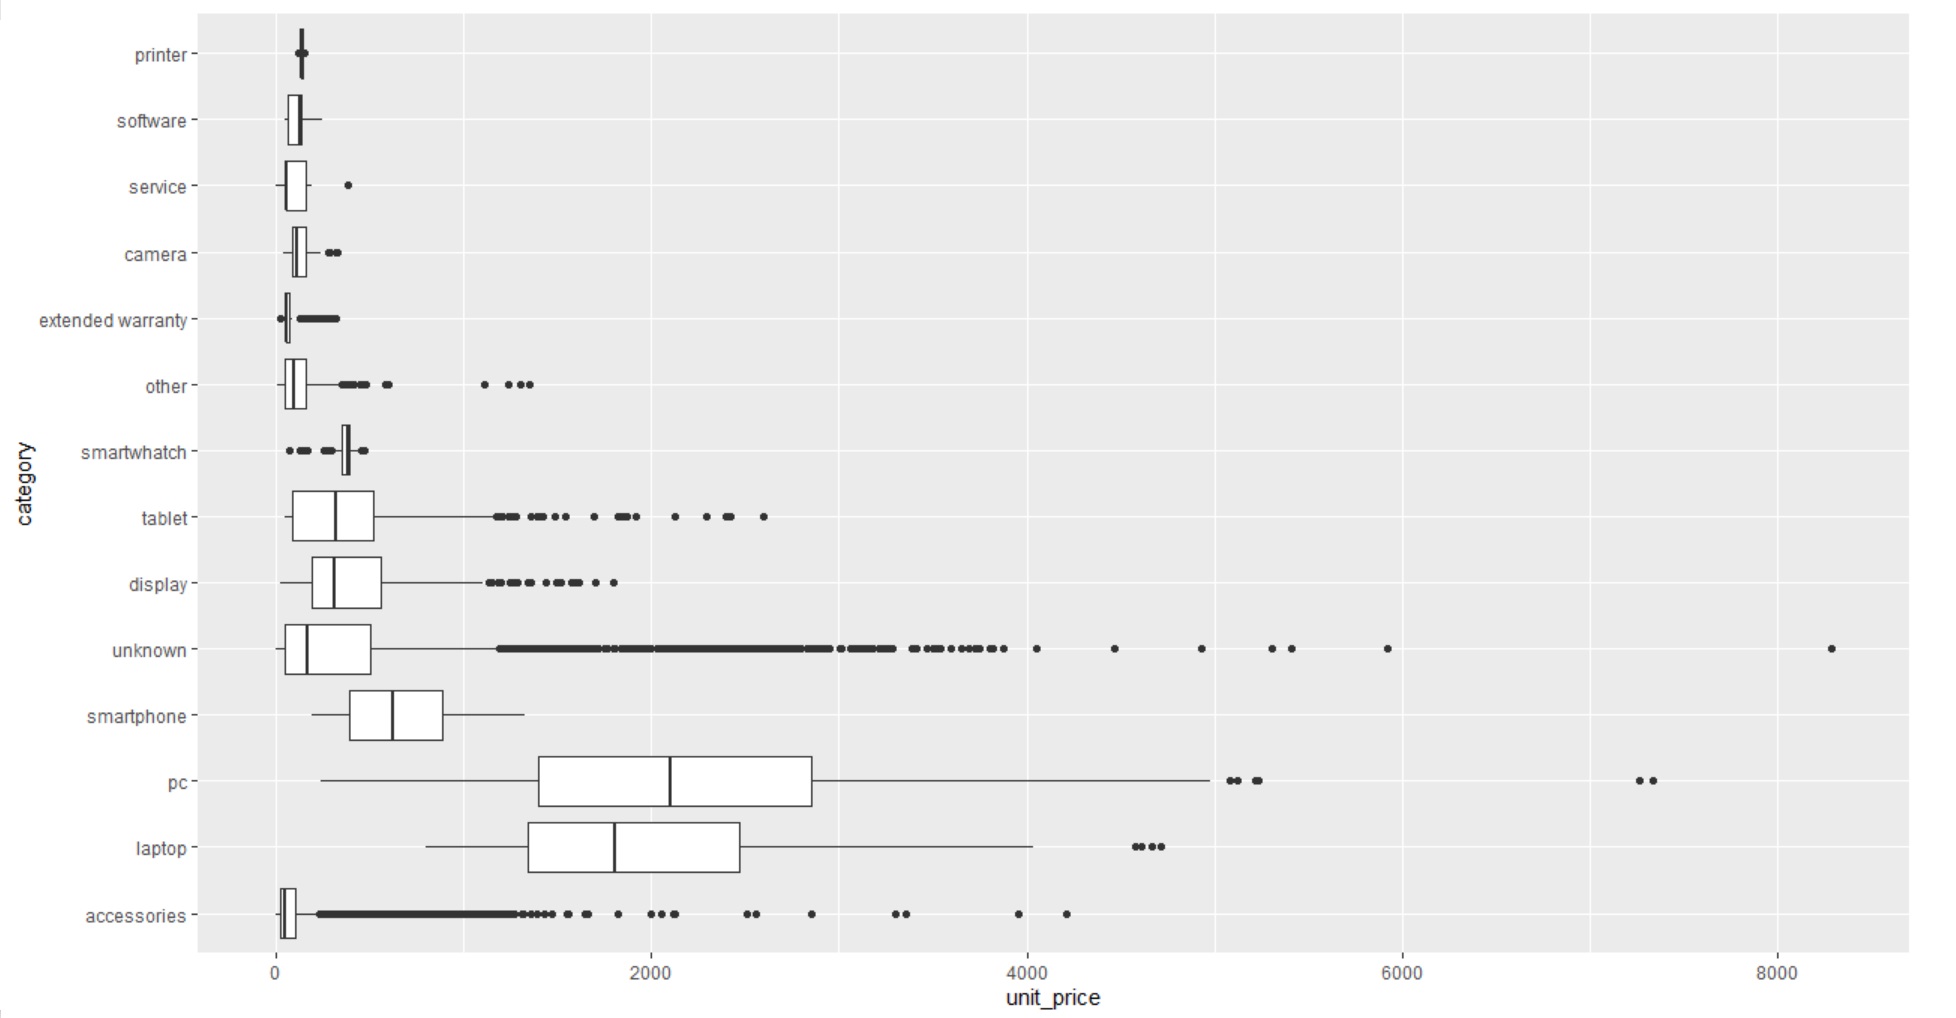 printer
software
service
camera
extended warranty
other
smartwhatch
tablet
display
unknown
smartphone
pc
laptop
accessories
category
0 2000 4000 6000 8000
unit_price